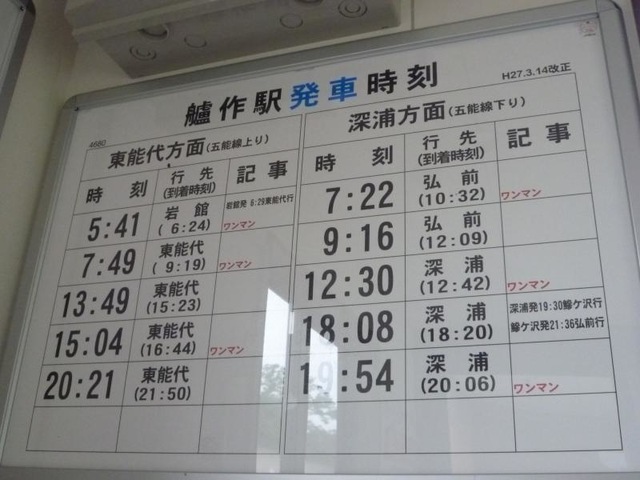 艫作駅発車時刻
H27.3.14改正
4660
東能代方面(五能線上り)
時刻 行先(到着時刻) 記事
5:41 岩館(6:24) 岩館発 6:29東能代行 ワンマン
7:49 東能代(9:19) ワンマン
13:49 東能代(15:23)
15:04 東能代(16:44) ワンマン
20:21 東能代(21:50)
深浦方面(五能線下り)
時刻 行先(到着時刻) 記事
7:22 弘前(10:32) ワンマン
9:16 弘前(12:09)
12:30 深浦(12:42) ワンマン
18:08 深浦(18:20) 深浦発19:30鰺ケ沢行 鰺ケ沢発21:36弘前行
19:54 深浦(20:06) ワンマン